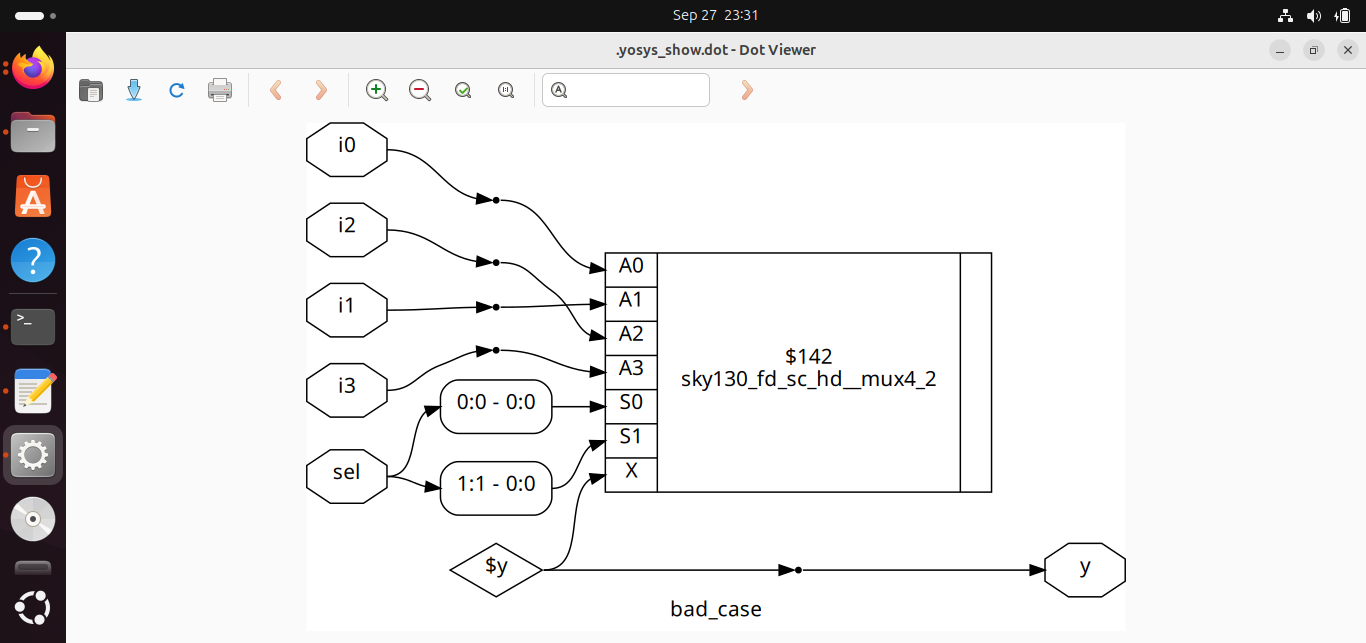 Sep 27 23:31
.yosys_show.dot - Dot Viewer
i0
i2
i1
i3
sel
0:0 - 0:0
1:1 - 0:0
$y
A0
A1
A2
A3
S0
S1
X
$142
sky130_fd_sc_hd__mux4_2
y
bad_case